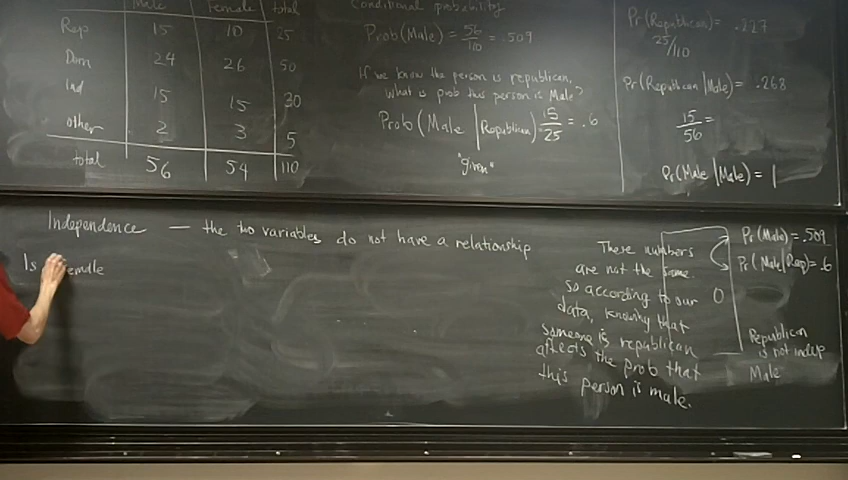 Male Female total
Rep 15 10 25
Dem 24 26 50
Ind 15 15 30
other 2 3 5
total 56 54 110
Conditional probability
Prob(Male) = 56/110 = .509
If we know the person is republican,
what is prob this person is Male?
Prob(Male | Republican) 15/25 = .6
"given"
Pr(Republican) = .227
25/110
Pr(Republican | Male) = .268
15/56 =
Pr(Male | Male) = 1
Independence — the two variables do not have a relationship
Is Female
These numbers
are not the same.
so according to our
data, knowing that
someone is republican
affects the prob that
this person is male.
Pr(Male) = .509
Pr(Male | Rep) = .6
Republican
is not indep
Male